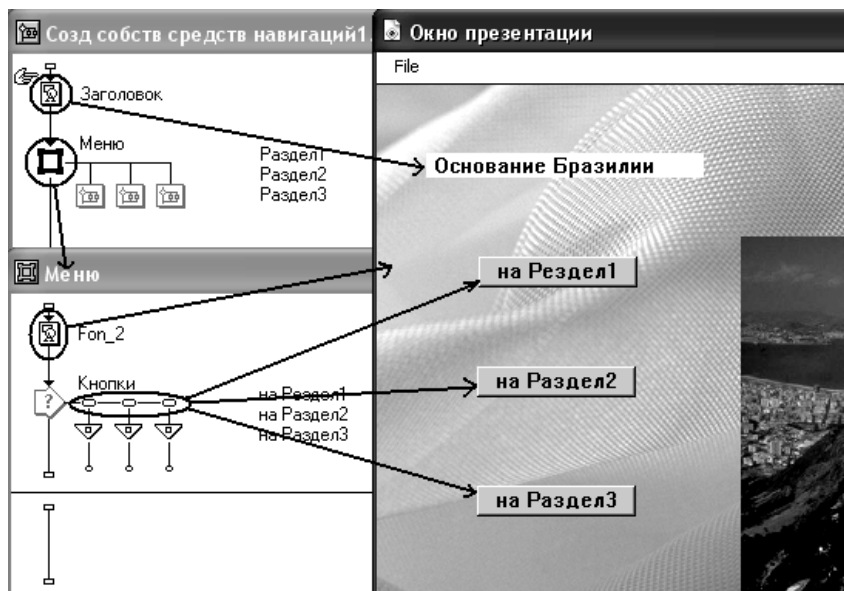 Созд собств средств навигаций1.
Заголовок
Меню
Раздел1
Раздел2
Раздел3
Меню
Fon_2
Кнопки
?
на Раздел1
на Раздел2
на Раздел3
Окно презентации
File
Основание Бразилии
на Рездел1
на Раздел2
на Раздел3